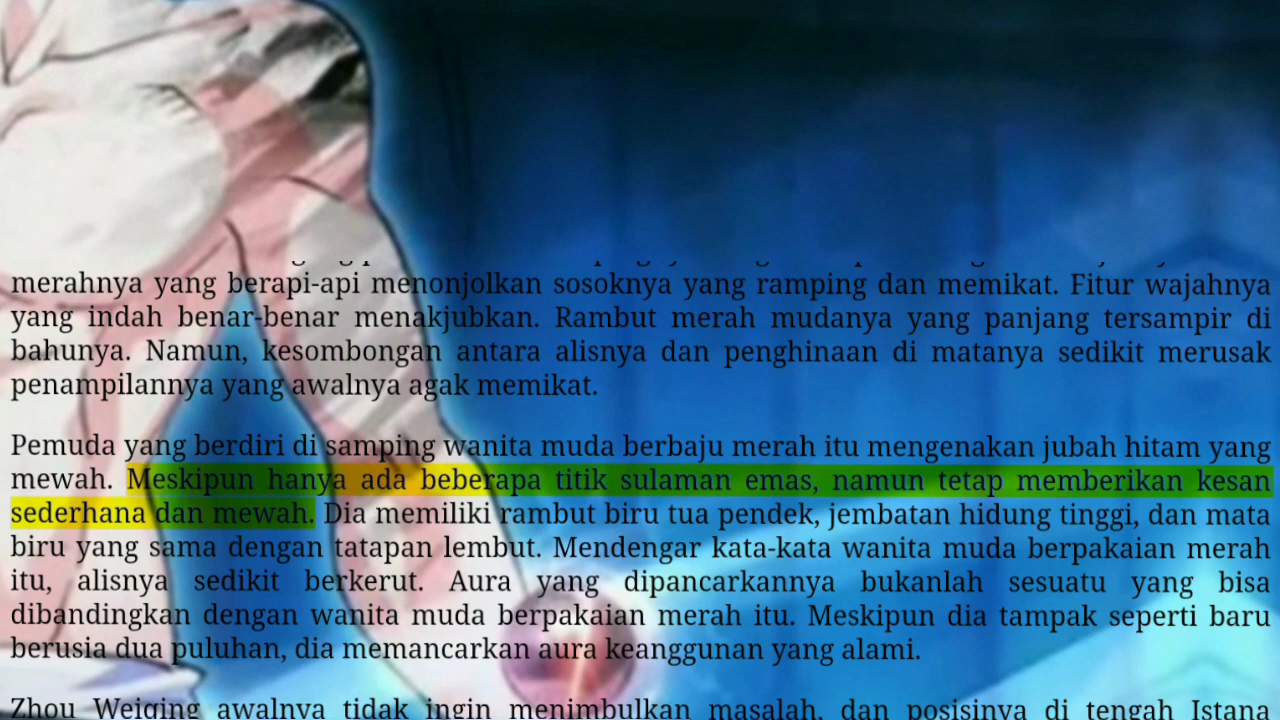 merahnya yang berapi-api menonjolkan sosoknya yang ramping dan memikat. Fitur wajahnya
yang indah benar-benar menakjubkan. Rambut merah mudanya yang panjang tersampir di
bahunya. Namun, kesombongan antara alisnya dan penghinaan di matanya sedikit merusak
penampilannya yang awalnya agak memikat.
Pemuda yang berdiri di samping wanita muda berbaju merah itu mengenakan jubah hitam yang
mewah. Meskipun hanya ada beberapa titik sulaman emas, namun tetap memberikan kesan
sederhana dan mewah. Dia memiliki rambut biru tua pendek, jembatan hidung tinggi, dan mata
biru yang sama dengan tatapan lembut. Mendengar kata-kata wanita muda berpakaian merah
itu, alisnya sedikit berkerut. Aura yang dipancarkannya bukanlah sesuatu yang bisa
dibandingkan dengan wanita muda berpakaian merah itu. Meskipun dia tampak seperti baru
berusia dua puluhan, dia memancarkan aura keanggunan yang alami.
Zhou Weiqing awalnya tidak ingin menimbulkan masalah, dan posisinya di tengah Istana